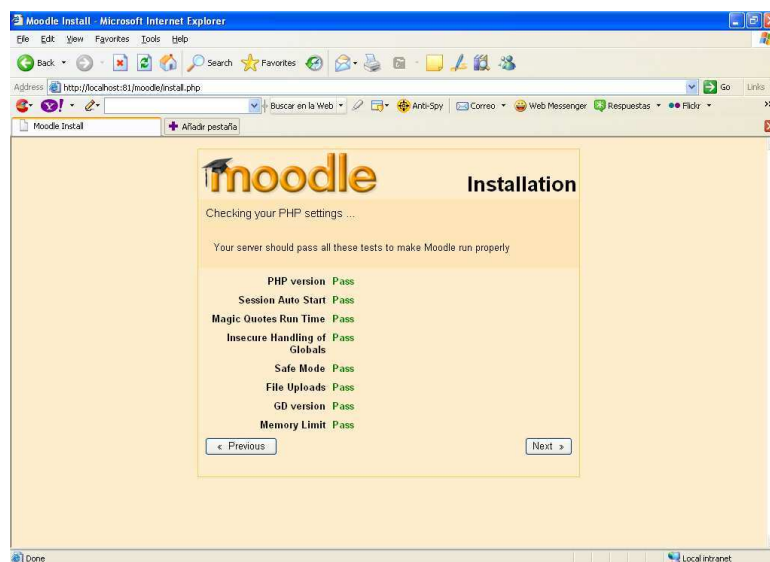 Moodle Install - Microsoft Internet Explorer
File Edit View Favorites Tools Help
Back Search Favorites
Address http://localhost:81/moodle/install.php Go Links
Y! Buscar en la Web Anti-Spy Correo Web Messenger Respuestas Flickr »
Moodle Install Añadir pestaña
moodle Installation
Checking your PHP settings ...
Your server should pass all these tests to make Moodle run properly
PHP version Pass
Session Auto Start Pass
Magic Quotes Run Time Pass
Insecure Handling of Pass
Globals
Safe Mode Pass
File Uploads Pass
GD version Pass
Memory Limit Pass
« Previous Next »
Done Local intranet